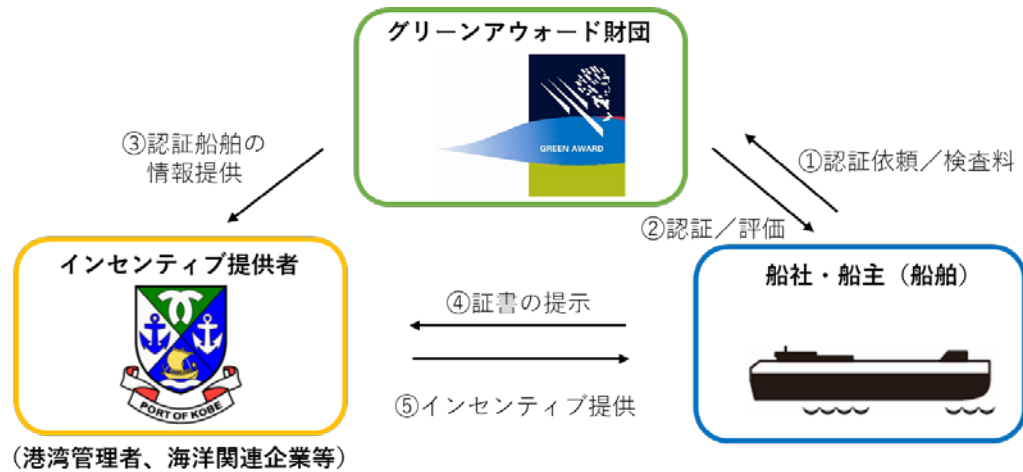 グリーンアウォード財団
GREEN AWARD
③認証船舶の
情報提供
①認証依頼／検査料
②認証／評価
インセンティブ提供者
PORT OF KOBE
（港湾管理者、海洋関連企業等）
④証書の提示
⑤インセンティブ提供
船社・船主（船舶）